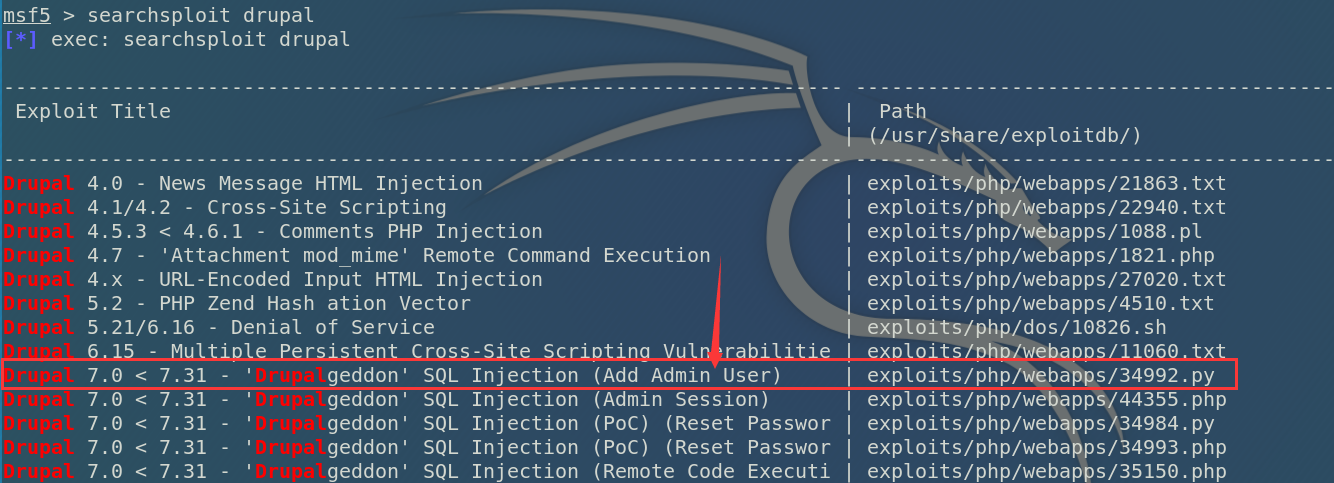 msf5 > searchsploit drupal
[*] exec: searchsploit drupal
------------------------------------------------------------ ----------------------------------------
Exploit Title | Path
| (/usr/share/exploitdb/)
------------------------------------------------------------ ----------------------------------------
Drupal 4.0 - News Message HTML Injection | exploits/php/webapps/21863.txt
Drupal 4.1/4.2 - Cross-Site Scripting | exploits/php/webapps/22940.txt
Drupal 4.5.3 < 4.6.1 - Comments PHP Injection | exploits/php/webapps/1088.pl
Drupal 4.7 - 'Attachment mod_mime' Remote Command Execution | exploits/php/webapps/1821.php
Drupal 4.x - URL-Encoded Input HTML Injection | exploits/php/webapps/27020.txt
Drupal 5.2 - PHP Zend Hash ation Vector | exploits/php/webapps/4510.txt
Drupal 5.21/6.16 - Denial of Service | exploits/php/dos/10826.sh
Drupal 6.15 - Multiple Persistent Cross-Site Scripting Vulnerabilitie | exploits/php/webapps/11060.txt
Drupal 7.0 < 7.31 - 'Drupalgeddon' SQL Injection (Add Admin User) | exploits/php/webapps/34992.py
Drupal 7.0 < 7.31 - 'Drupalgeddon' SQL Injection (Admin Session) | exploits/php/webapps/44355.php
Drupal 7.0 < 7.31 - 'Drupalgeddon' SQL Injection (PoC) (Reset Passwor | exploits/php/webapps/34984.py
Drupal 7.0 < 7.31 - 'Drupalgeddon' SQL Injection (PoC) (Reset Passwor | exploits/php/webapps/34993.php
Drupal 7.0 < 7.31 - 'Drupalgeddon' SQL Injection (Remote Code Executi | exploits/php/webapps/35150.php